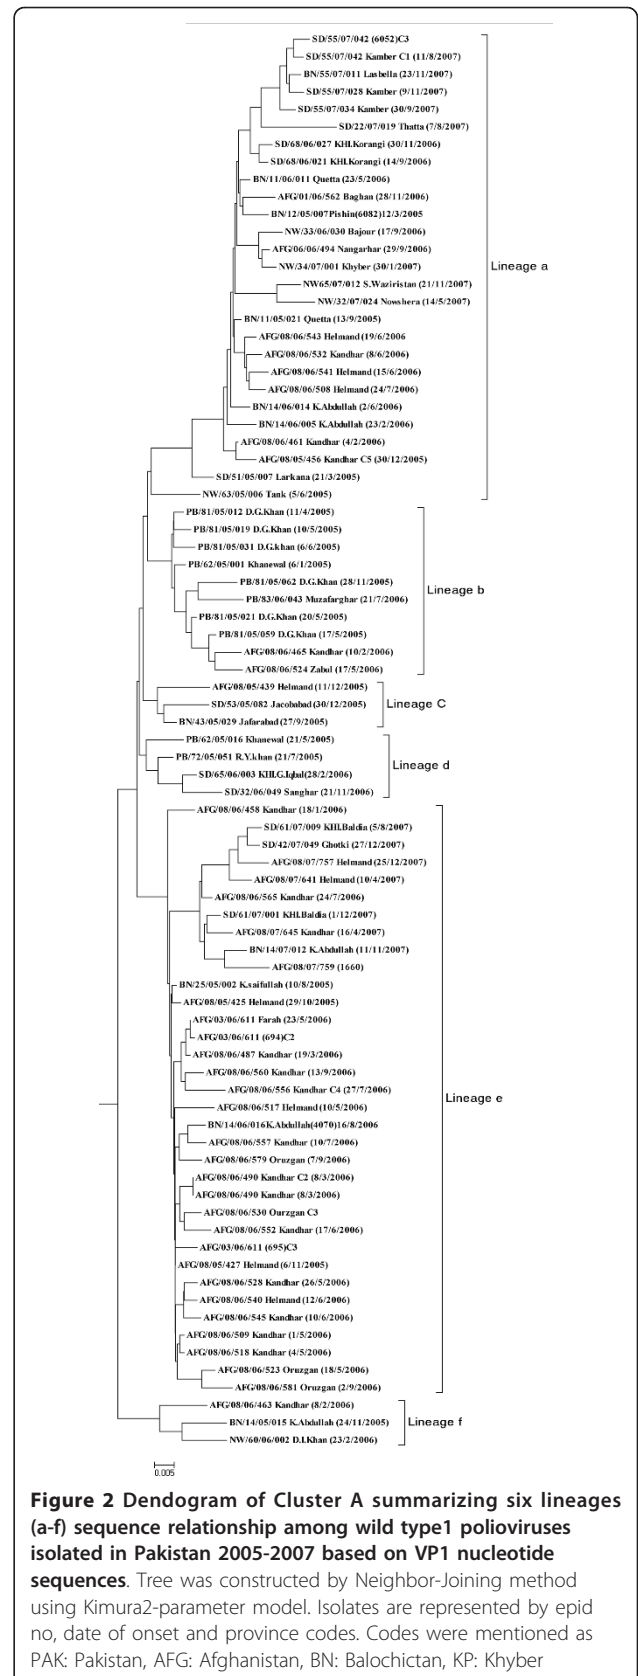 SD/55/07/042 (6052)C3
SD/55/07/042 Kamber C1 (11/8/2007)
BN/55/07/011 Lasbella (23/11/2007)
SD/55/07/028 Kamber (9/11/2007)
SD/55/07/034 Kamber (30/9/2007)
SD/22/07/019 Thatta (7/8/2007)
SD/68/06/027 KHI.Korangi (30/11/2006)
SD/68/06/021 KHI.Korangi (14/9/2006)
BN/11/06/011 Quetta (23/5/2006)
AFG/01/06/562 Baghan (28/11/2006)
BN/12/05/007Pishin(6082)12/3/2005
NW/33/06/030 Bajour (17/9/2006)
AFG/06/06/494 Nangarhar (29/9/2006)
NW/34/07/001 Khyber (30/1/2007)
Lineage a
NW65/07/012 S.Waziristan (21/11/2007)
NW/32/07/024 Nowshera (14/5/2007)
BN/11/05/021 Quetta (13/9/2005)
AFG/08/06/543 Helmand (19/6/2006
AFG/08/06/532 Kandhar (8/6/2006)
AFG/08/06/541 Helmand (15/6/2006)
AFG/08/06/508 Helmand (24/7/2006)
BN/14/06/014 K.Abdullah (2/6/2006)
BN/14/06/005 K.Abdullah (23/2/2006)
AFG/08/06/461 Kandhar (4/2/2006)
AFG/08/05/456 Kandhar C5 (30/12/2005)
SD/51/05/007 Larkana (21/3/2005)
NW/63/05/006 Tank (5/6/2005)
PB/81/05/012 D.G.Khan (11/4/2005)
PB/81/05/019 D.G.Khan (10/5/2005)
PB/81/05/031 D.G.khan (6/6/2005)
PB/62/05/001 Khanewal (6/1/2005)
PB/81/05/062 D.G.Khan (28/11/2005)
Lineage b
PB/83/06/043 Muzafarghar (21/7/2006)
PB/81/05/021 D.G.Khan (20/5/2005)
PB/81/05/059 D.G.Khan (17/5/2005)
AFG/08/06/465 Kandhar (10/2/2006)
AFG/08/06/524 Zabul (17/5/2006)
AFG/08/05/439 Helmand (11/12/2005)
SD/53/05/082 Jacobabad (30/12/2005)
Lineage C
BN/43/05/029 Jafarabad (27/9/2005)
PB/62/05/016 Khanewal (21/5/2005)
PB/72/05/051 R.Y.khan (21/7/2005)
Lineage d
SD/65/06/003 KHI.G.Iqbal(28/2/2006)
SD/32/06/049 Sanghar (21/11/2006)
AFG/08/06/458 Kandhar (18/1/2006)
SD/61/07/009 KHI.Baldia (5/8/2007)
SD/42/07/049 Ghotki (27/12/2007)
AFG/08/07/757 Helmand (25/12/2007)
AFG/08/07/641 Helmand (10/4/2007)
AFG/08/06/565 Kandhar (24/7/2006)
SD/61/07/001 KHI.Baldia (1/12/2007)
AFG/08/07/645 Kandhar (16/4/2007)
BN/14/07/012 K.Abdullah (11/11/2007)
AFG/08/07/759 (1660)
BN/25/05/002 K.saifullah (10/8/2005)
AFG/08/05/425 Helmand (29/10/2005)
AFG/03/06/611 Farah (23/5/2006)
AFG/03/06/611 (694)C2
AFG/08/06/487 Kandhar (19/3/2006)
AFG/08/06/560 Kandhar (13/9/2006)
AFG/08/06/556 Kandhar C4 (27/7/2006)
Lineage e
AFG/08/06/517 Helmand (10/5/2006)
BN/14/06/016K.Abdullah(4070)16/8/2006
AFG/08/06/557 Kandhar (10/7/2006)
AFG/08/06/579 Oruzgan (7/9/2006)
AFG/08/06/490 Kandhar C2 (8/3/2006)
AFG/08/06/490 Kandhar (8/3/2006)
AFG/08/06/530 Ourzgan C3
AFG/08/06/552 Kandhar (17/6/2006)
AFG/03/06/611 (695)C3
AFG/08/05/427 Helmand (6/11/2005)
AFG/08/06/528 Kandhar (26/5/2006)
AFG/08/06/540 Helmand (12/6/2006)
AFG/08/06/545 Kandhar (10/6/2006)
AFG/08/06/509 Kandhar (1/5/2006)
AFG/08/06/518 Kandhar (4/5/2006)
AFG/08/06/523 Oruzgan (18/5/2006)
AFG/08/06/581 Oruzgan (2/9/2006)
AFG/08/06/463 Kandhar (8/2/2006)
BN/14/05/015 K.Abdullah (24/11/2005)
Lineage f
NW/60/06/002 D.I.Khan (23/2/2006)
0.005
Figure 2 Dendogram of Cluster A summarizing six lineages
(a-f) sequence relationship among wild type1 polioviruses
isolated in Pakistan 2005-2007 based on VP1 nucleotide
sequences. Tree was constructed by Neighbor-Joining method
using Kimura2-parameter model. Isolates are represented by epid
no, date of onset and province codes. Codes were mentioned as
PAK: Pakistan, AFG: Afghanistan, BN: Balochictan, KP: Khyber